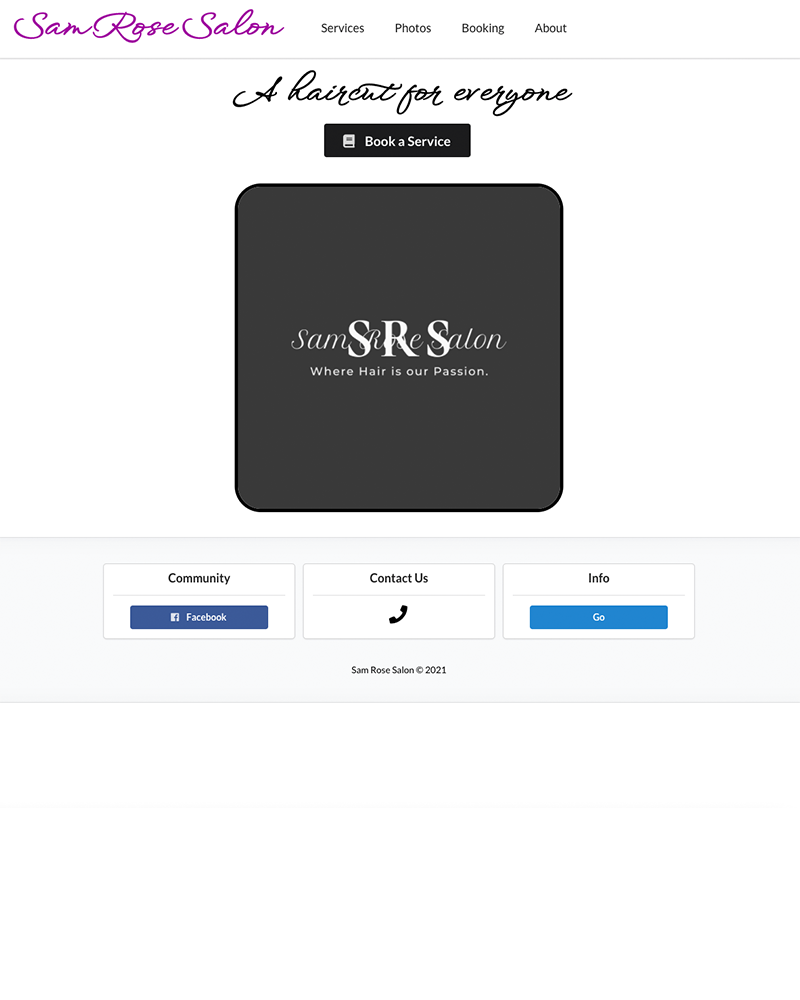 Sam Rose Salon
Services Photos Booking About
A haircut for everyone
Book a Service
SRS
Sam Rose Salon
Where Hair is our Passion.
Community
Facebook
Contact Us
Info
Go
Sam Rose Salon © 2021